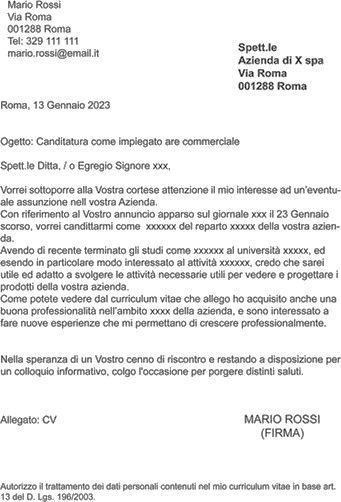 Mario Rossi
Via Roma
001288 Roma
Tel: 329 111 111
mario.rossi@email.it
Spett.le
Azienda di X spa
Via Roma
001288 Roma
Roma, 13 Gennaio 2023
Ogetto: Canditatura come impiegato are commerciale
Spett.le Ditta, / o Egregio Signore xxx,
Vorrei sottoporre alla Vostra cortese attenzione il mio interesse ad un'eventu-
ale assunzione nell vostra Azienda.
Con riferimento al Vostro annuncio apparso sul giornale xxx il 23 Gennaio
scorso, vorrei candittarmi come xxxxxx del reparto xxxxx della vostra azien-
da.
Avendo di recente terminato gli studi come xxxxxx al università xxxxx, ed
esendo in particolare modo interessato al attività xxxxxx, credo che sarei
utile ed adatto a svolgere le attività necessarie utili per vedere e progettare i
prodotti della vostra azienda.
Come potete vedere dal curriculum vitae che allego ho acquisito anche una
buona professionalità nell'ambito xxxx della azienda, e sono interessato a
fare nuove esperienze che mi permettano di crescere professionalmente.
Nella speranza di un Vostro cenno di riscontro e restando a disposizione per
un colloquio informativo, colgo l'occasione per porgere distinti saluti.
Allegato: CV
MARIO ROSSI
(FIRMA)
Autorizzo il trattamento dei dati personali contenuti nel mio curriculum vitae in base art.
13 del D. Lgs. 196/2003.